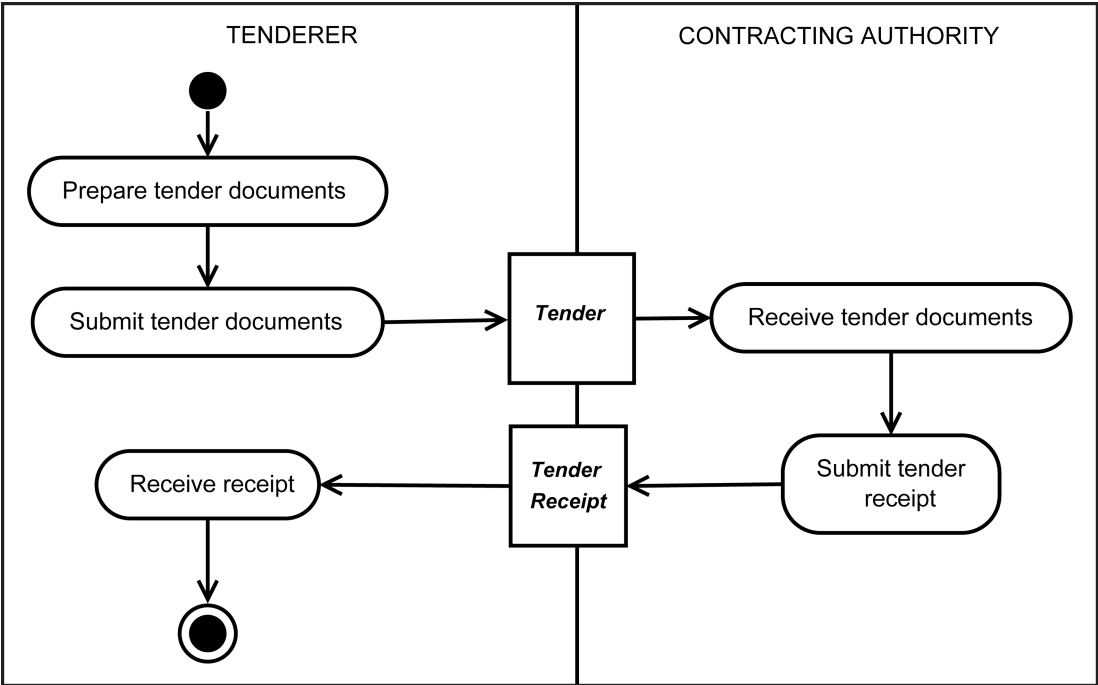 TENDERER
CONTRACTING AUTHORITY
Prepare tender documents
Submit tender documents
Tender
Receive tender documents
Receive receipt
Tender
Receipt
Submit tender
receipt